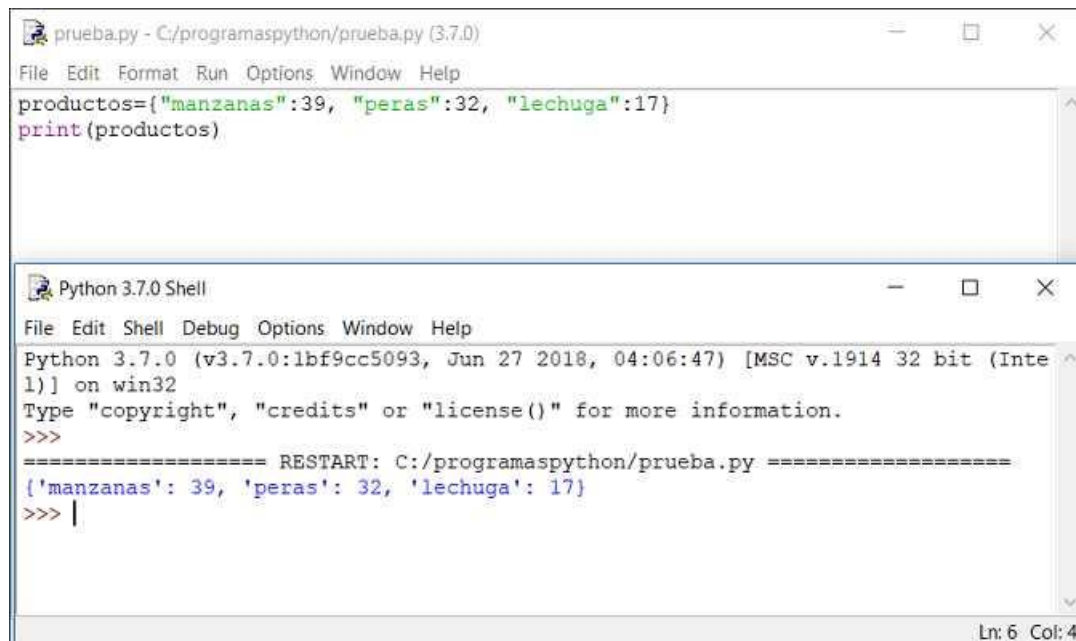 prueba.py - C:/programaspython/prueba.py (3.7.0)
File Edit Format Run Options Window Help
productos={"manzanas":39, "peras":32, "lechuga":17}
print(productos)
Python 3.7.0 Shell
File Edit Shell Debug Options Window Help
Python 3.7.0 (v3.7.0:1bf9cc5093, Jun 27 2018, 04:06:47) [MSC v.1914 32 bit (Inte
l)] on win32
Type "copyright", "credits" or "license()" for more information.
>>>
=================== RESTART: C:/programaspython/prueba.py ===================
{'manzanas': 39, 'peras': 32, 'lechuga': 17}
>>>
Ln: 6 Col: 4